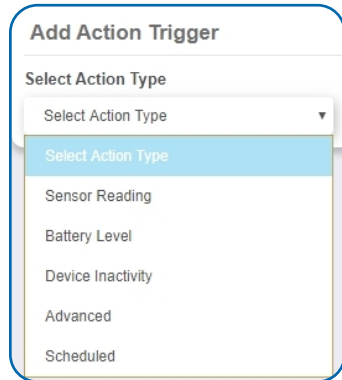 Add Action Trigger
Select Action Type
Select Action Type
Select Action Type
Sensor Reading
Battery Level
Device Inactivity
Advanced
Scheduled